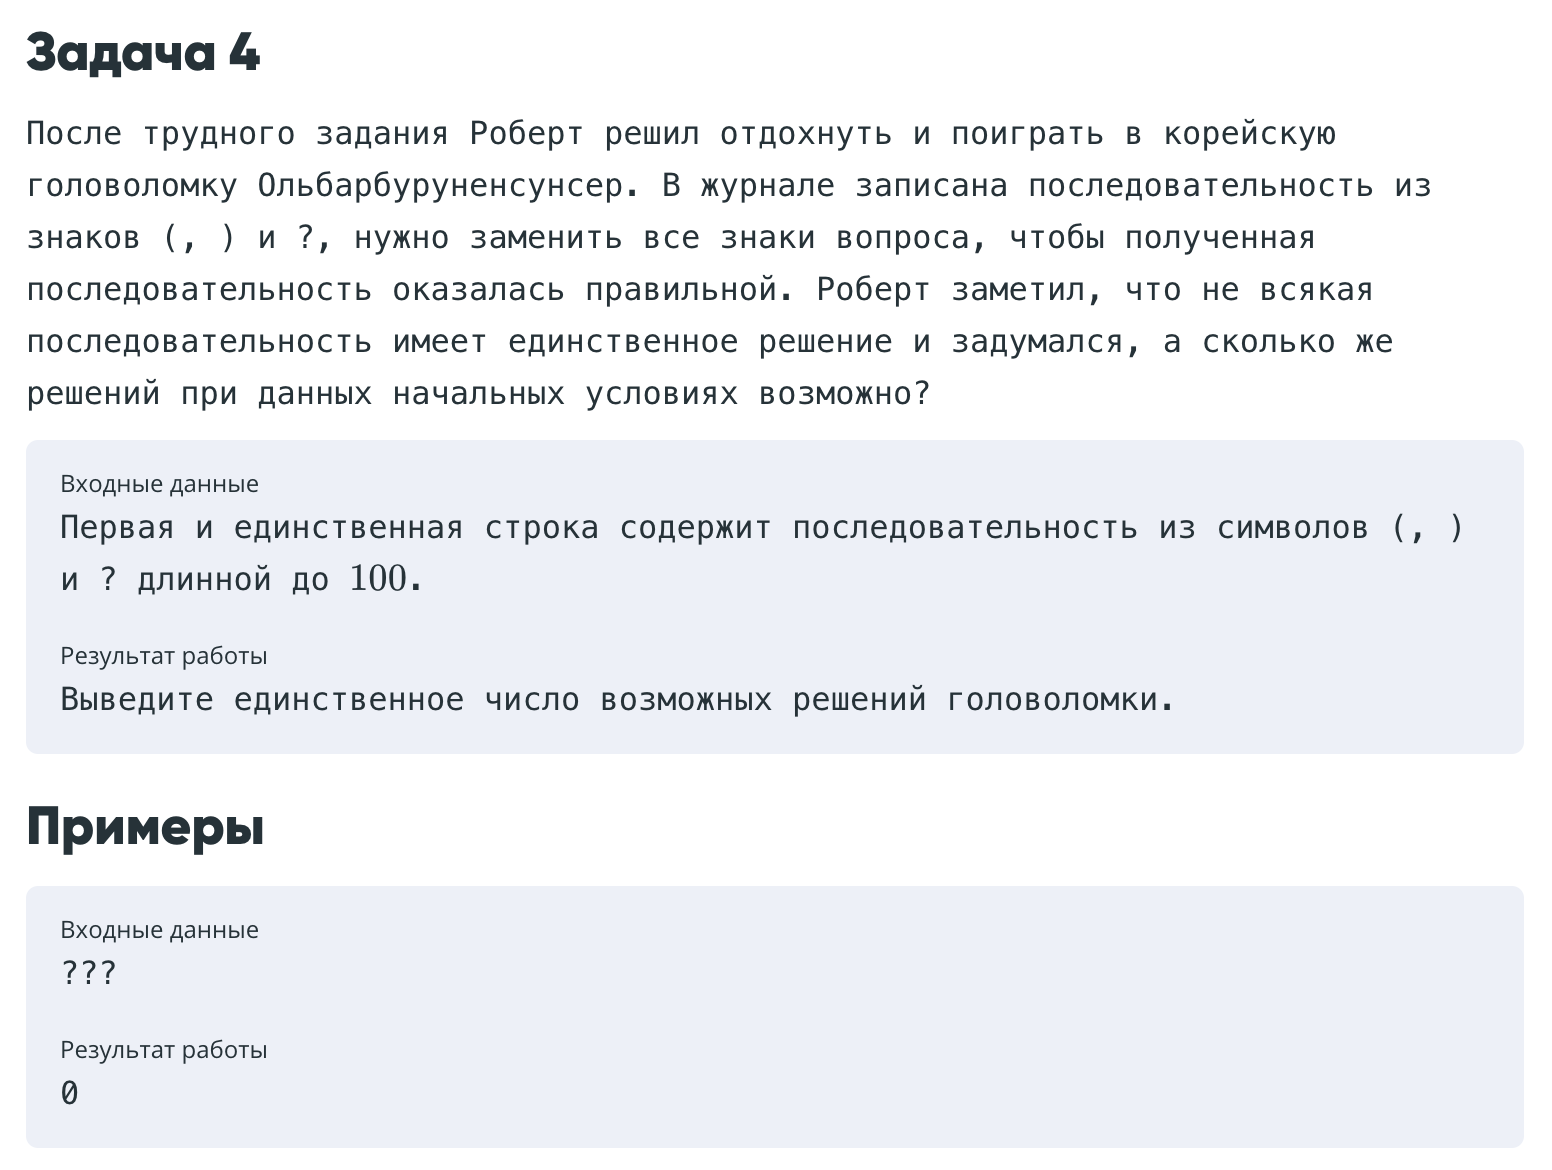 Задача 4
После трудного задания Роберт решил отдохнуть и поиграть в корейскую
головоломку Ольбарбуруненсунсер. В журнале записана последовательность из
знаков (, ) и ?, нужно заменить все знаки вопроса, чтобы полученная
последовательность оказалась правильной. Роберт заметил, что не всякая
последовательность имеет единственное решение и задумался, а сколько же
решений при данных начальных условиях возможно?
Входные данные
Первая и единственная строка содержит последовательность из символов (, )
и ? длинной до 100.
Результат работы
Выведите единственное число возможных решений головоломки.
Примеры
Входные данные
???
Результат работы
0